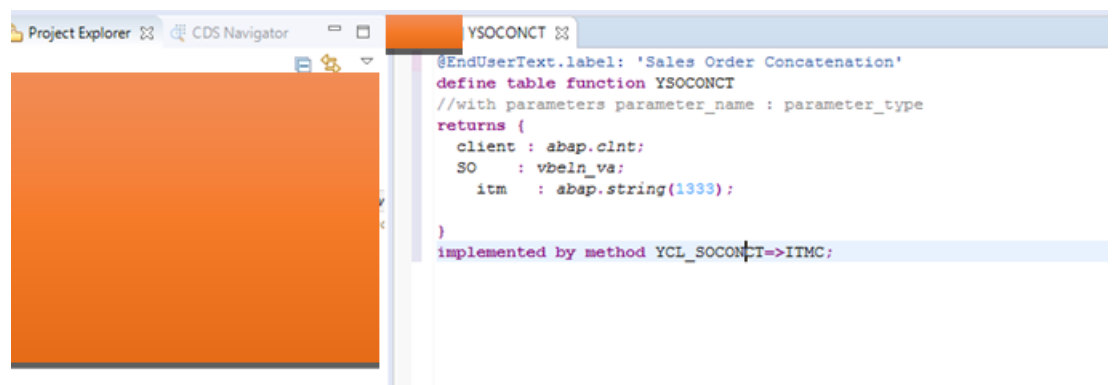 Project Explorer CDS Navigator
YSOCONCT
@EndUserText.label: 'Sales Order Concatenation'
define table function YSOCONCT
//with parameters parameter_name : parameter_type
returns {
client : abap.clnt;
SO : vbeln_va;
itm : abap.string(1333);
}
implemented by method YCL_SOCONCT=>ITMC;